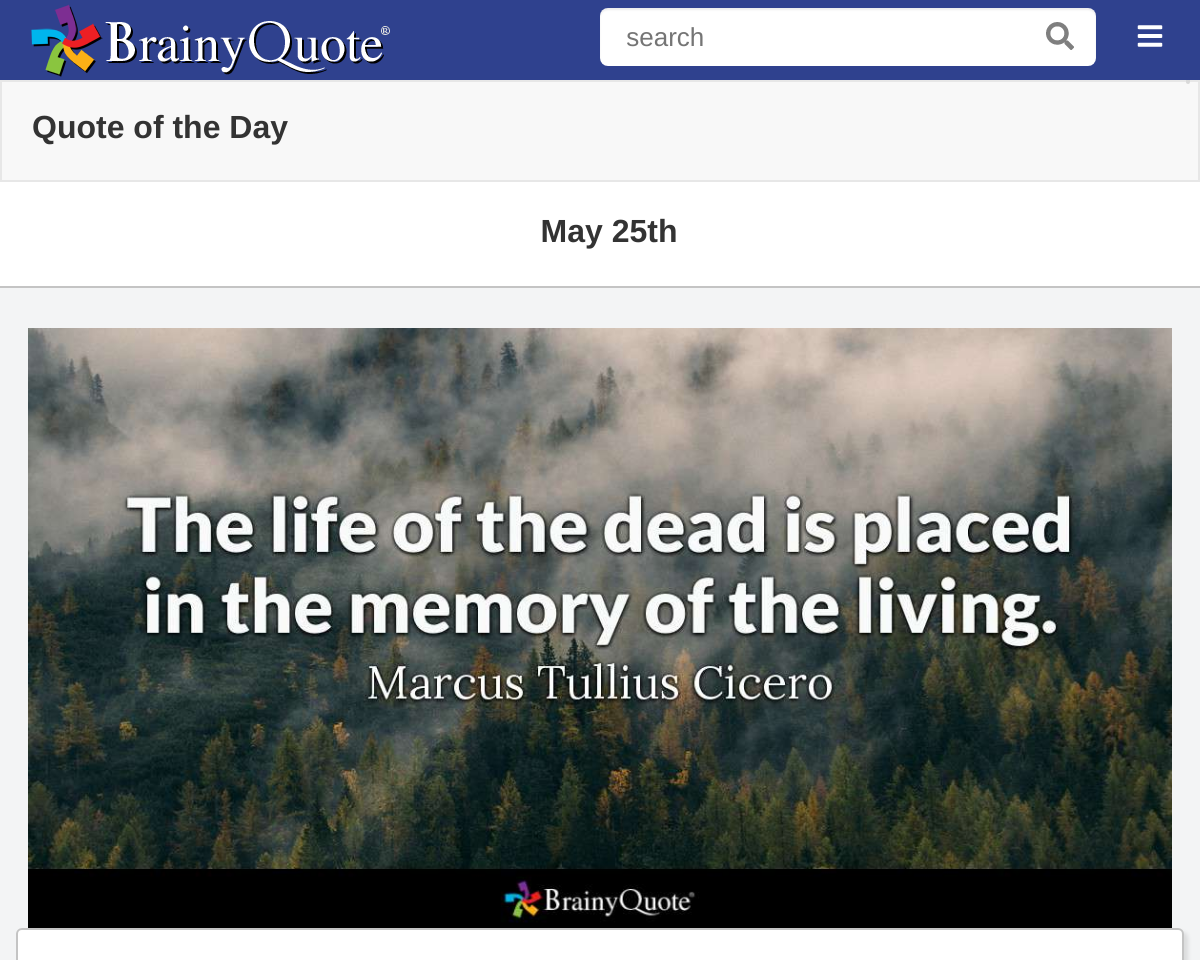 BrainyQuote®
search
Quote of the Day
May 25th
The life of the dead is placed
in the memory of the living.
Marcus Tullius Cicero
BrainyQuote®